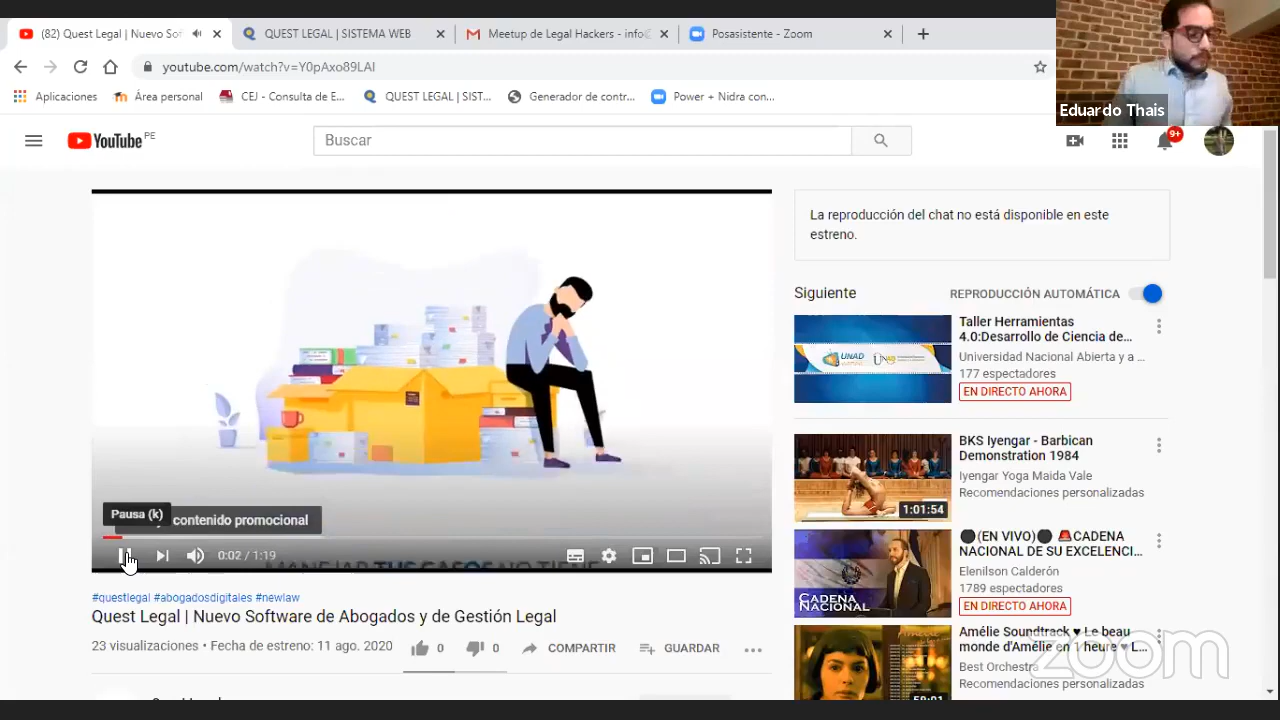 (82) Quest Legal | Nuevo Sof
QUEST LEGAL | SISTEMA WEB
Meetup de Legal Hackers - info@
Posasistente - Zoom
youtube.com/watch?v=Y0pAxo89LAI
Aplicaciones
Área personal
CEJ - Consulta de E...
QUEST LEGAL | SIST...
Generador de contr...
Power + Nidra con...
Eduardo Thais
YouTube PE
Buscar
9+
La reproducción del chat no está disponible en este
estreno.
Siguiente
REPRODUCCIÓN AUTOMÁTICA
Taller Herramientas
4.0:Desarrollo de Ciencia de...
Universidad Nacional Abierta y a ...
177 espectadores
EN DIRECTO AHORA
UNAD
BKS Iyengar - Barbican
Demonstration 1984
Iyengar Yoga Maida Vale
Recomendaciones personalizadas
1:01:54
(EN VIVO) CADENA
NACIONAL DE SU EXCELENCI...
Elenilson Calderón
1789 espectadores
EN DIRECTO AHORA
CADENA
NACIONAL
Amélie Soundtrack ♥ Le beau
monde d'Amélie en 1 heure ♥ L...
Best Orchestra
Recomendaciones personalizadas
zoom
Pausa (k)
contenido promocional
0:02 / 1:19
MANEJAR TUS CASOS NO TIENE
#questlegal #abogadosdigitales #newlaw
Quest Legal | Nuevo Software de Abogados y de Gestión Legal
23 visualizaciones • Fecha de estreno: 11 ago. 2020
0
0
COMPARTIR
GUARDAR